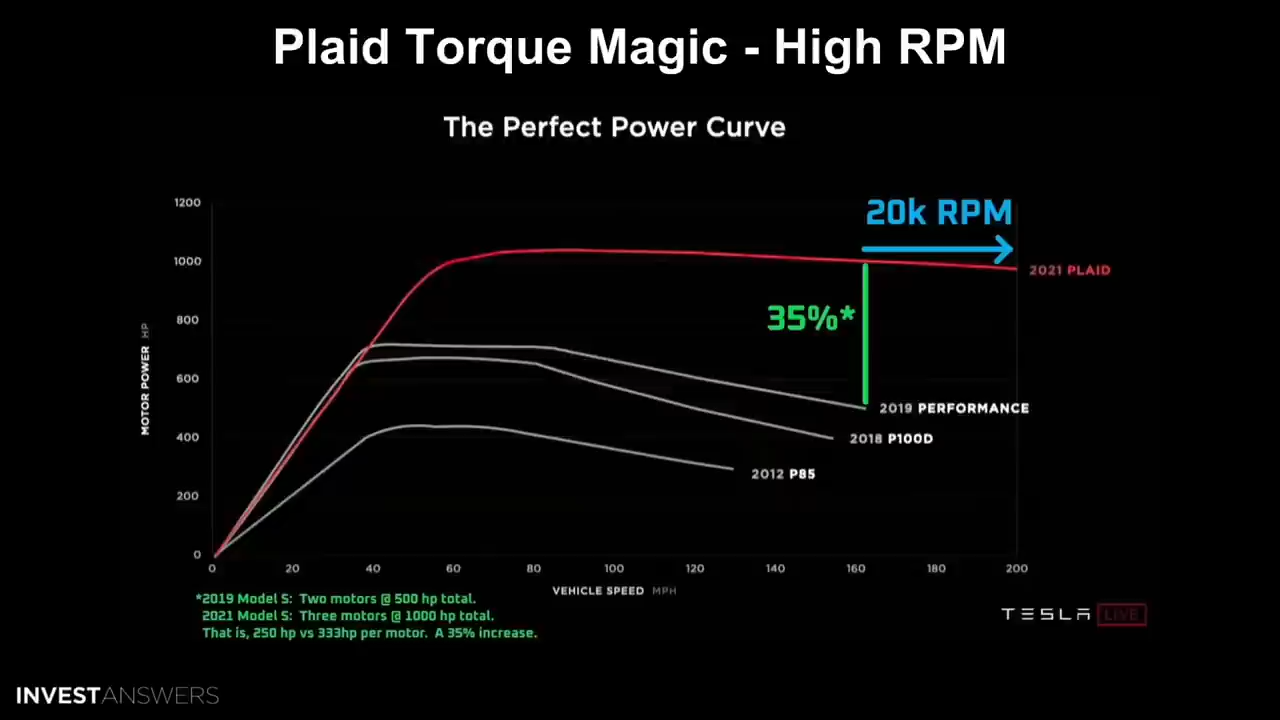 Plaid Torque Magic - High RPM
The Perfect Power Curve
1200
1000
800
600
400
200
0
MOTOR POWER HP
20k RPM
35%*
2021 PLAID
2019 PERFORMANCE
2018 P100D
2012 P85
0 20 40 60 80 100 120 140 160 180 200
VEHICLE SPEED MPH
*2019 Model S: Two motors @ 500 hp total.
2021 Model S: Three motors @ 1000 hp total.
That is, 250 hp vs 333hp per motor. A 35% increase.
TESLA LIVE
INVESTANSWERS